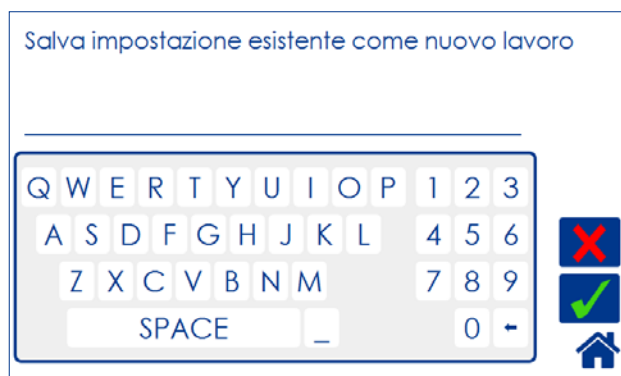 Salva impostazione esistente come nuovo lavoro
Q W E R T Y U I O P 1 2 3
A S D F G H J K L 4 5 6
Z X C V B N M 7 8 9
SPACE _ 0 ←